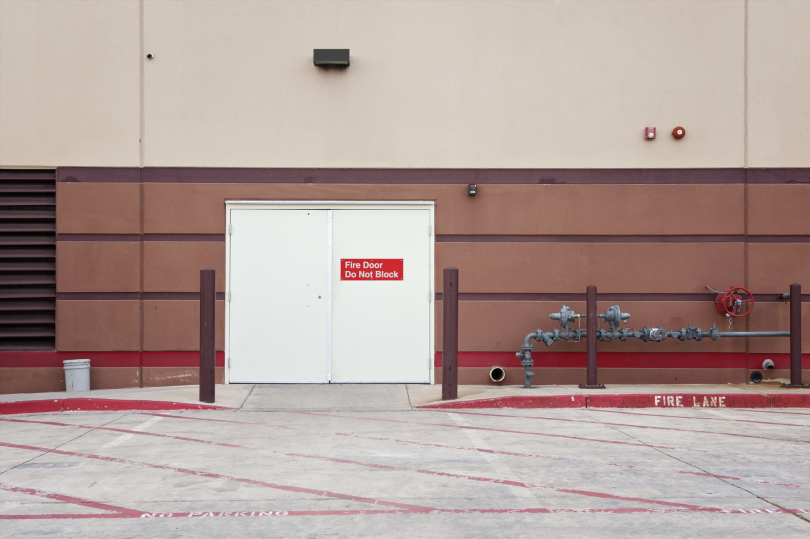 Fire Door
Do Not Block
FIRE LANE
NO PARKING